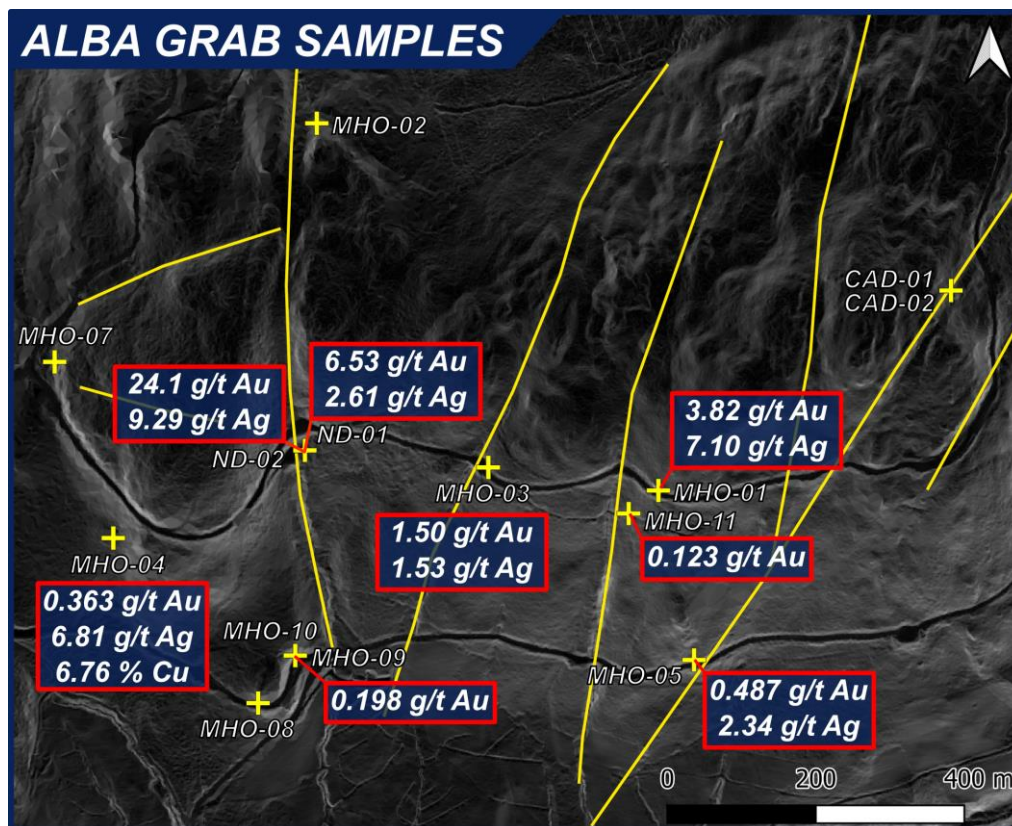 ALBA GRAB SAMPLES
MHO-02
CAD-01
CAD-02
MHO-07
24.1 g/t Au
9.29 g/t Ag
6.53 g/t Au
2.61 g/t Ag
ND-01
ND-02
3.82 g/t Au
7.10 g/t Ag
MHO-03
MHO-01
MHO-11
1.50 g/t Au
1.53 g/t Ag
0.123 g/t Au
MHO-04
0.363 g/t Au
6.81 g/t Ag
6.76 % Cu
MHO-10
MHO-09
0.198 g/t Au
MHO-08
MHO-05
0.487 g/t Au
2.34 g/t Ag
0 200 400 m